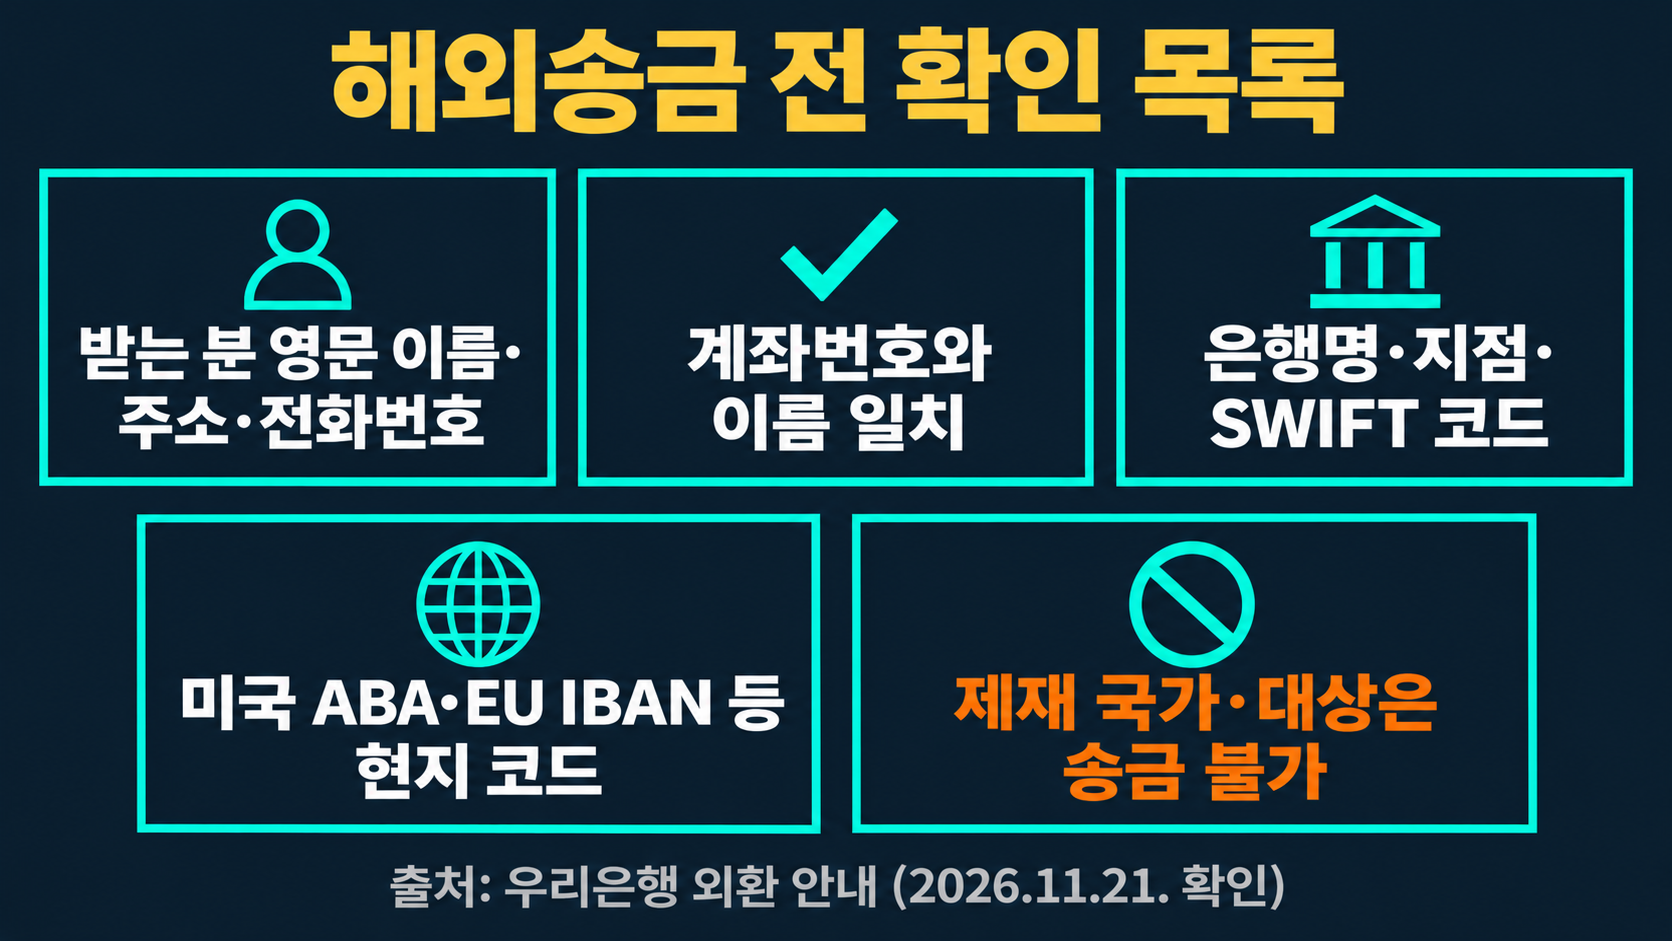 해외송금 전 확인 목록
받는 분 영문 이름·
주소·전화번호
계좌번호와
이름 일치
은행명·지점·
SWIFT 코드
미국 ABA·EU IBAN 등
현지 코드
제재 국가·대상은
송금 불가
출처: 우리은행 외환 안내 (2026.11.21. 확인)